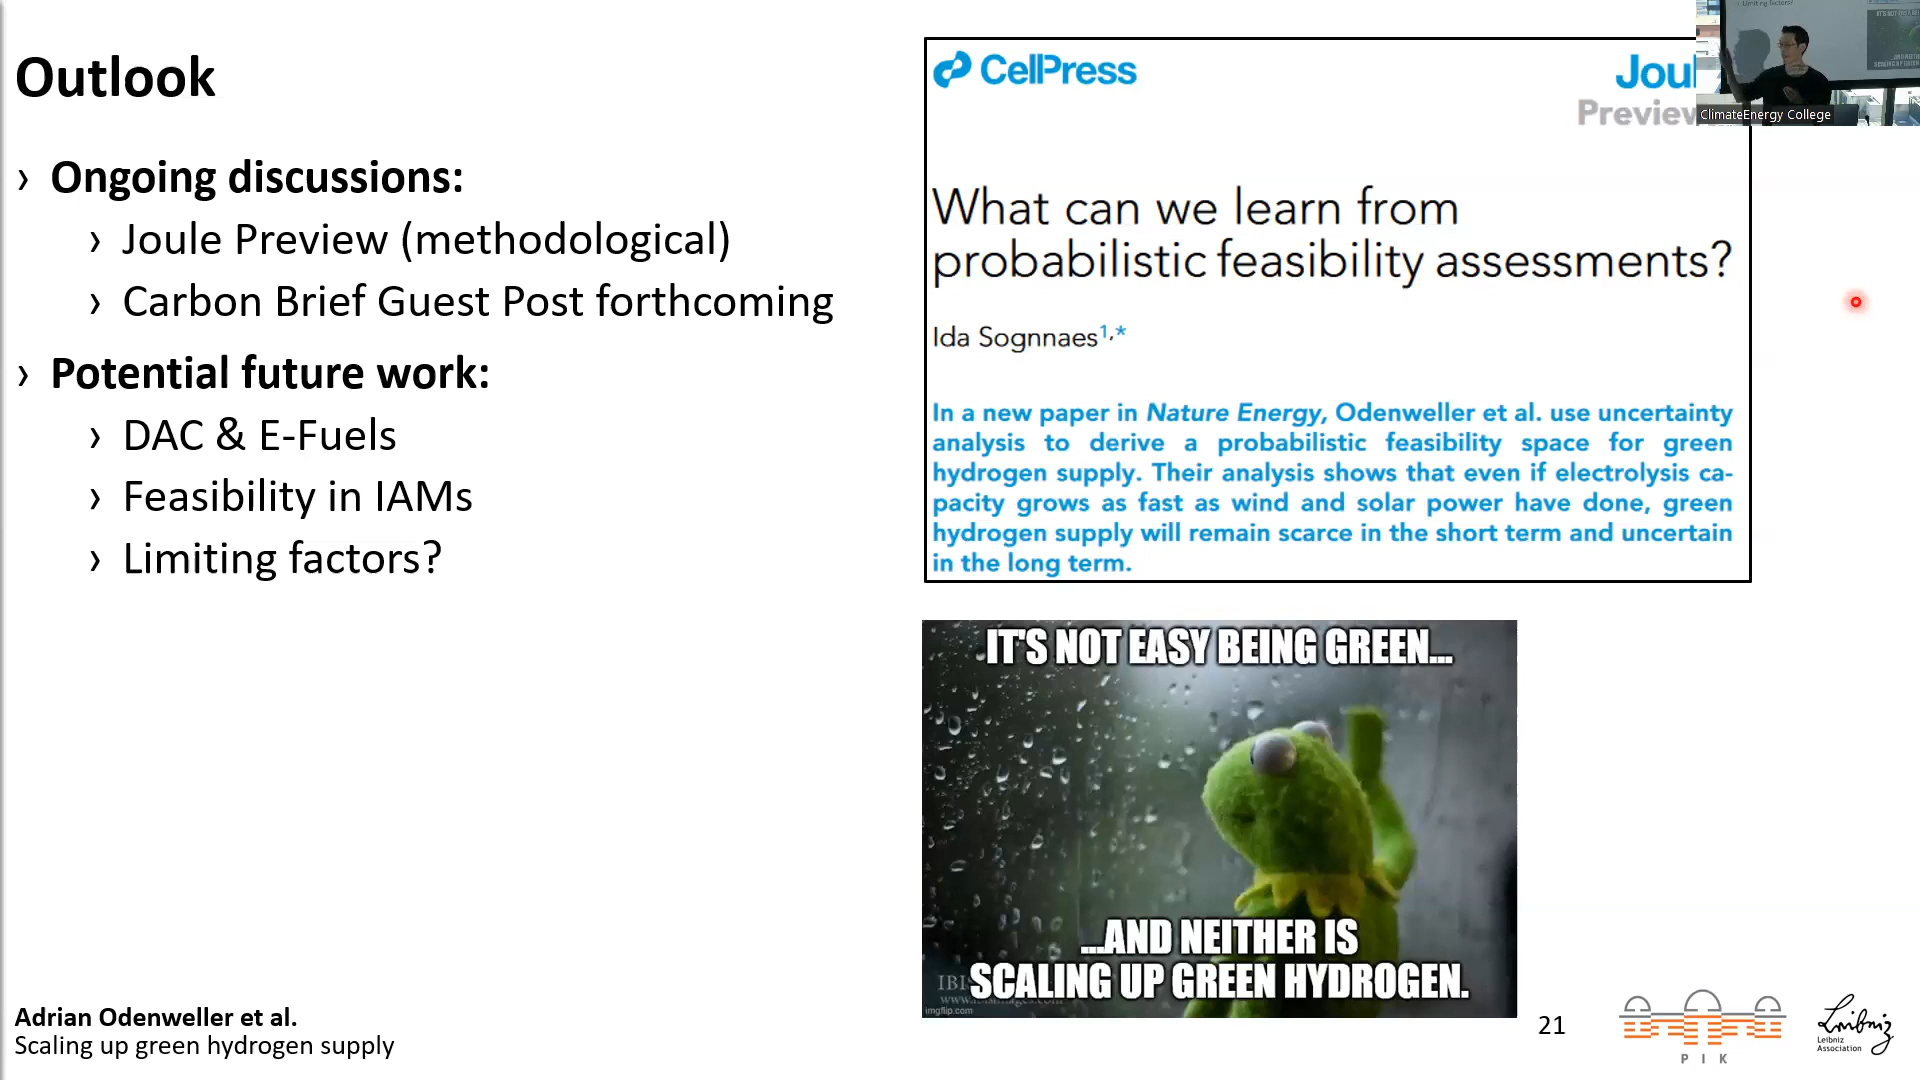 Outlook
› Ongoing discussions:
› Joule Preview (methodological)
› Carbon Brief Guest Post forthcoming
› Potential future work:
› DAC & E-Fuels
› Feasibility in IAMs
› Limiting factors?
CellPress
Joul
Preview
What can we learn from
probabilistic feasibility assessments?
Ida Sognnaes1,*
In a new paper in Nature Energy, Odenweller et al. use uncertainty
analysis to derive a probabilistic feasibility space for green
hydrogen supply. Their analysis shows that even if electrolysis ca-
pacity grows as fast as wind and solar power have done, green
hydrogen supply will remain scarce in the short term and uncertain
in the long term.
Limiting factors?
ClimateEnergy College
IT'S NOT EASY BEING GREEN...
...AND NEITHER IS
SCALING UP GREEN HYDROGEN.
imgflip.com
Adrian Odenweller et al.
Scaling up green hydrogen supply
21
PIK
Leibniz
Leibniz
Association